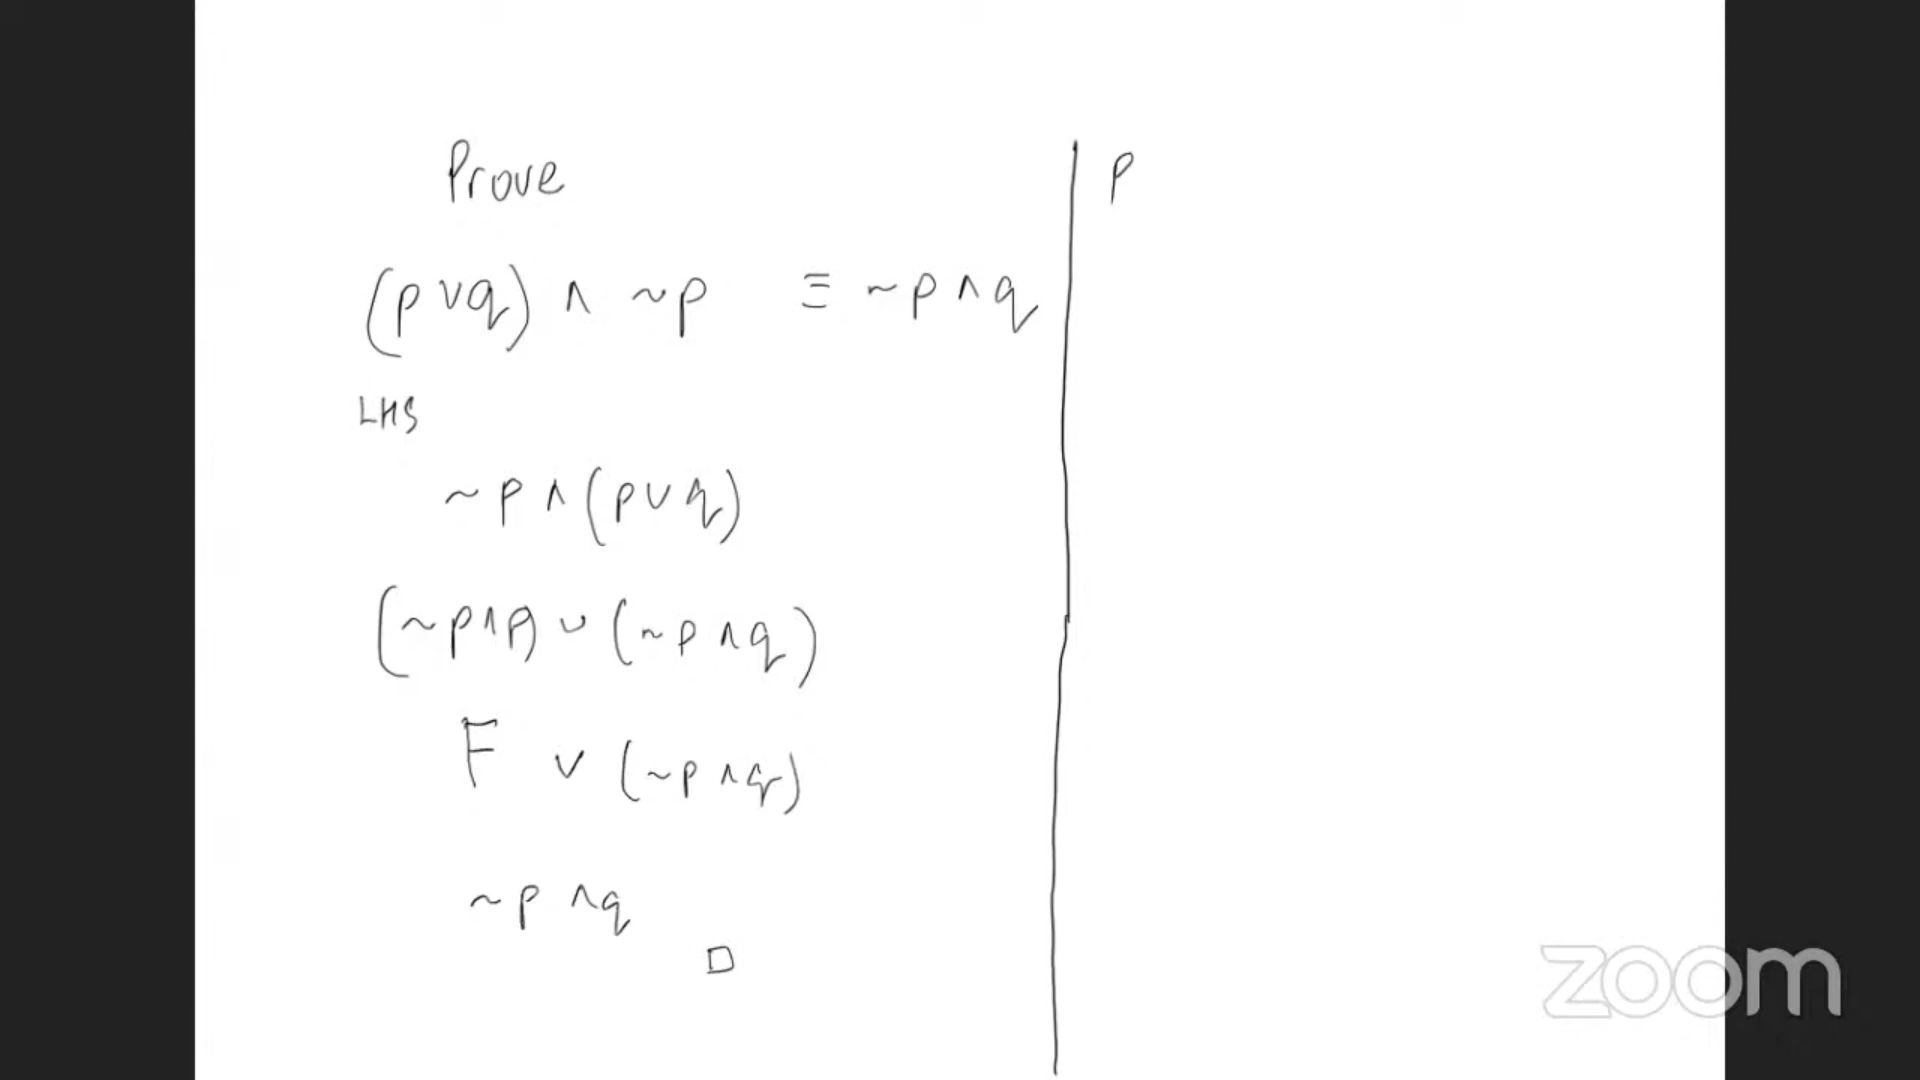 Prove
(p ∨ q) ∧ ~p ≡ ~p ∧ q
LHS
~p ∧ (p ∨ q)
(~p ∧ p) ∨ (~p ∧ q)
F ∨ (~p ∧ q)
~p ∧ q
□
p
zoom